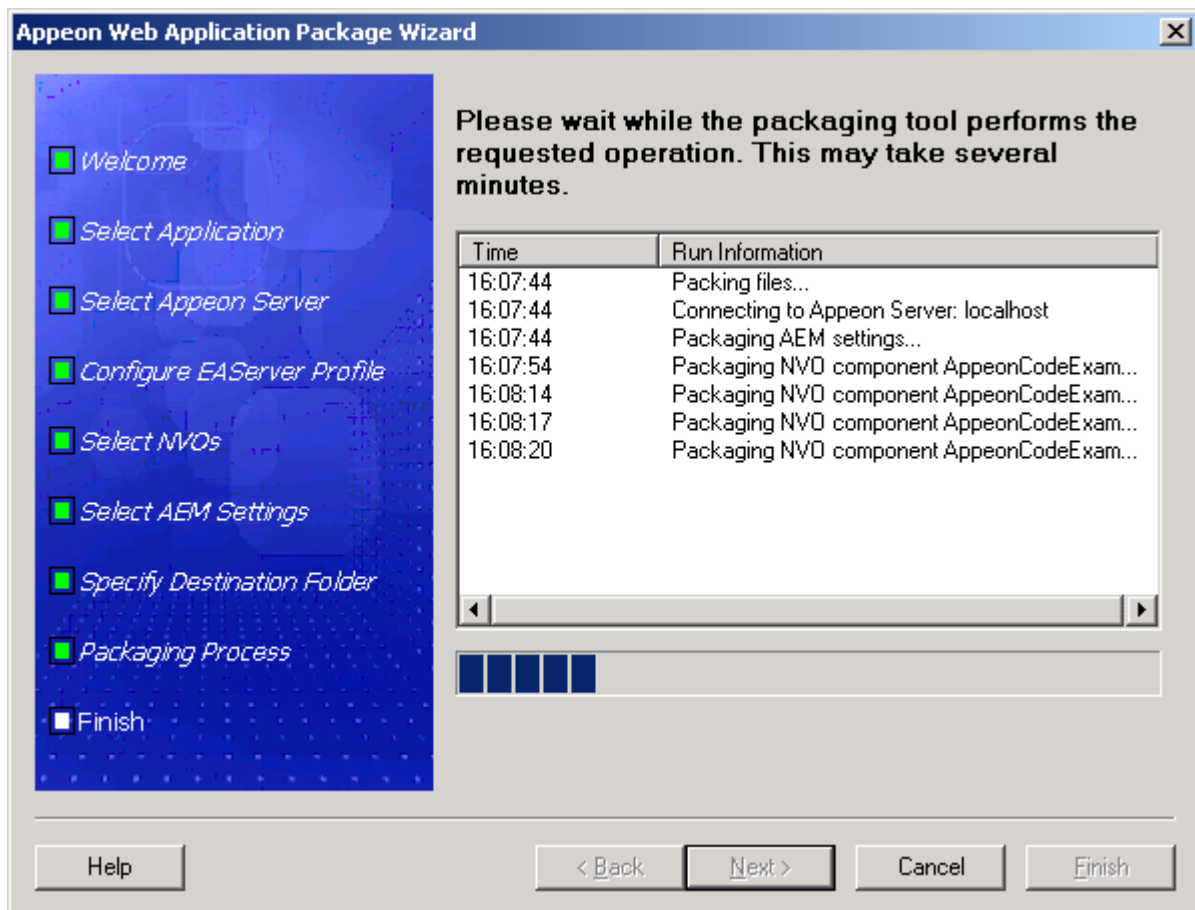 Appeon Web Application Package Wizard
Welcome
Select Application
Select Appeon Server
Configure EAServer Profile
Select NVOs
Select AEM Settings
Specify Destination Folder
Packaging Process
Finish
Please wait while the packaging tool performs the
requested operation. This may take several
minutes.
Time Run Information
16:07:44 Packing files...
16:07:44 Connecting to Appeon Server: localhost
16:07:44 Packaging AEM settings...
16:07:54 Packaging NVO component AppeonCodeExam...
16:08:14 Packaging NVO component AppeonCodeExam...
16:08:17 Packaging NVO component AppeonCodeExam...
16:08:20 Packaging NVO component AppeonCodeExam...
Help < Back Next > Cancel Finish